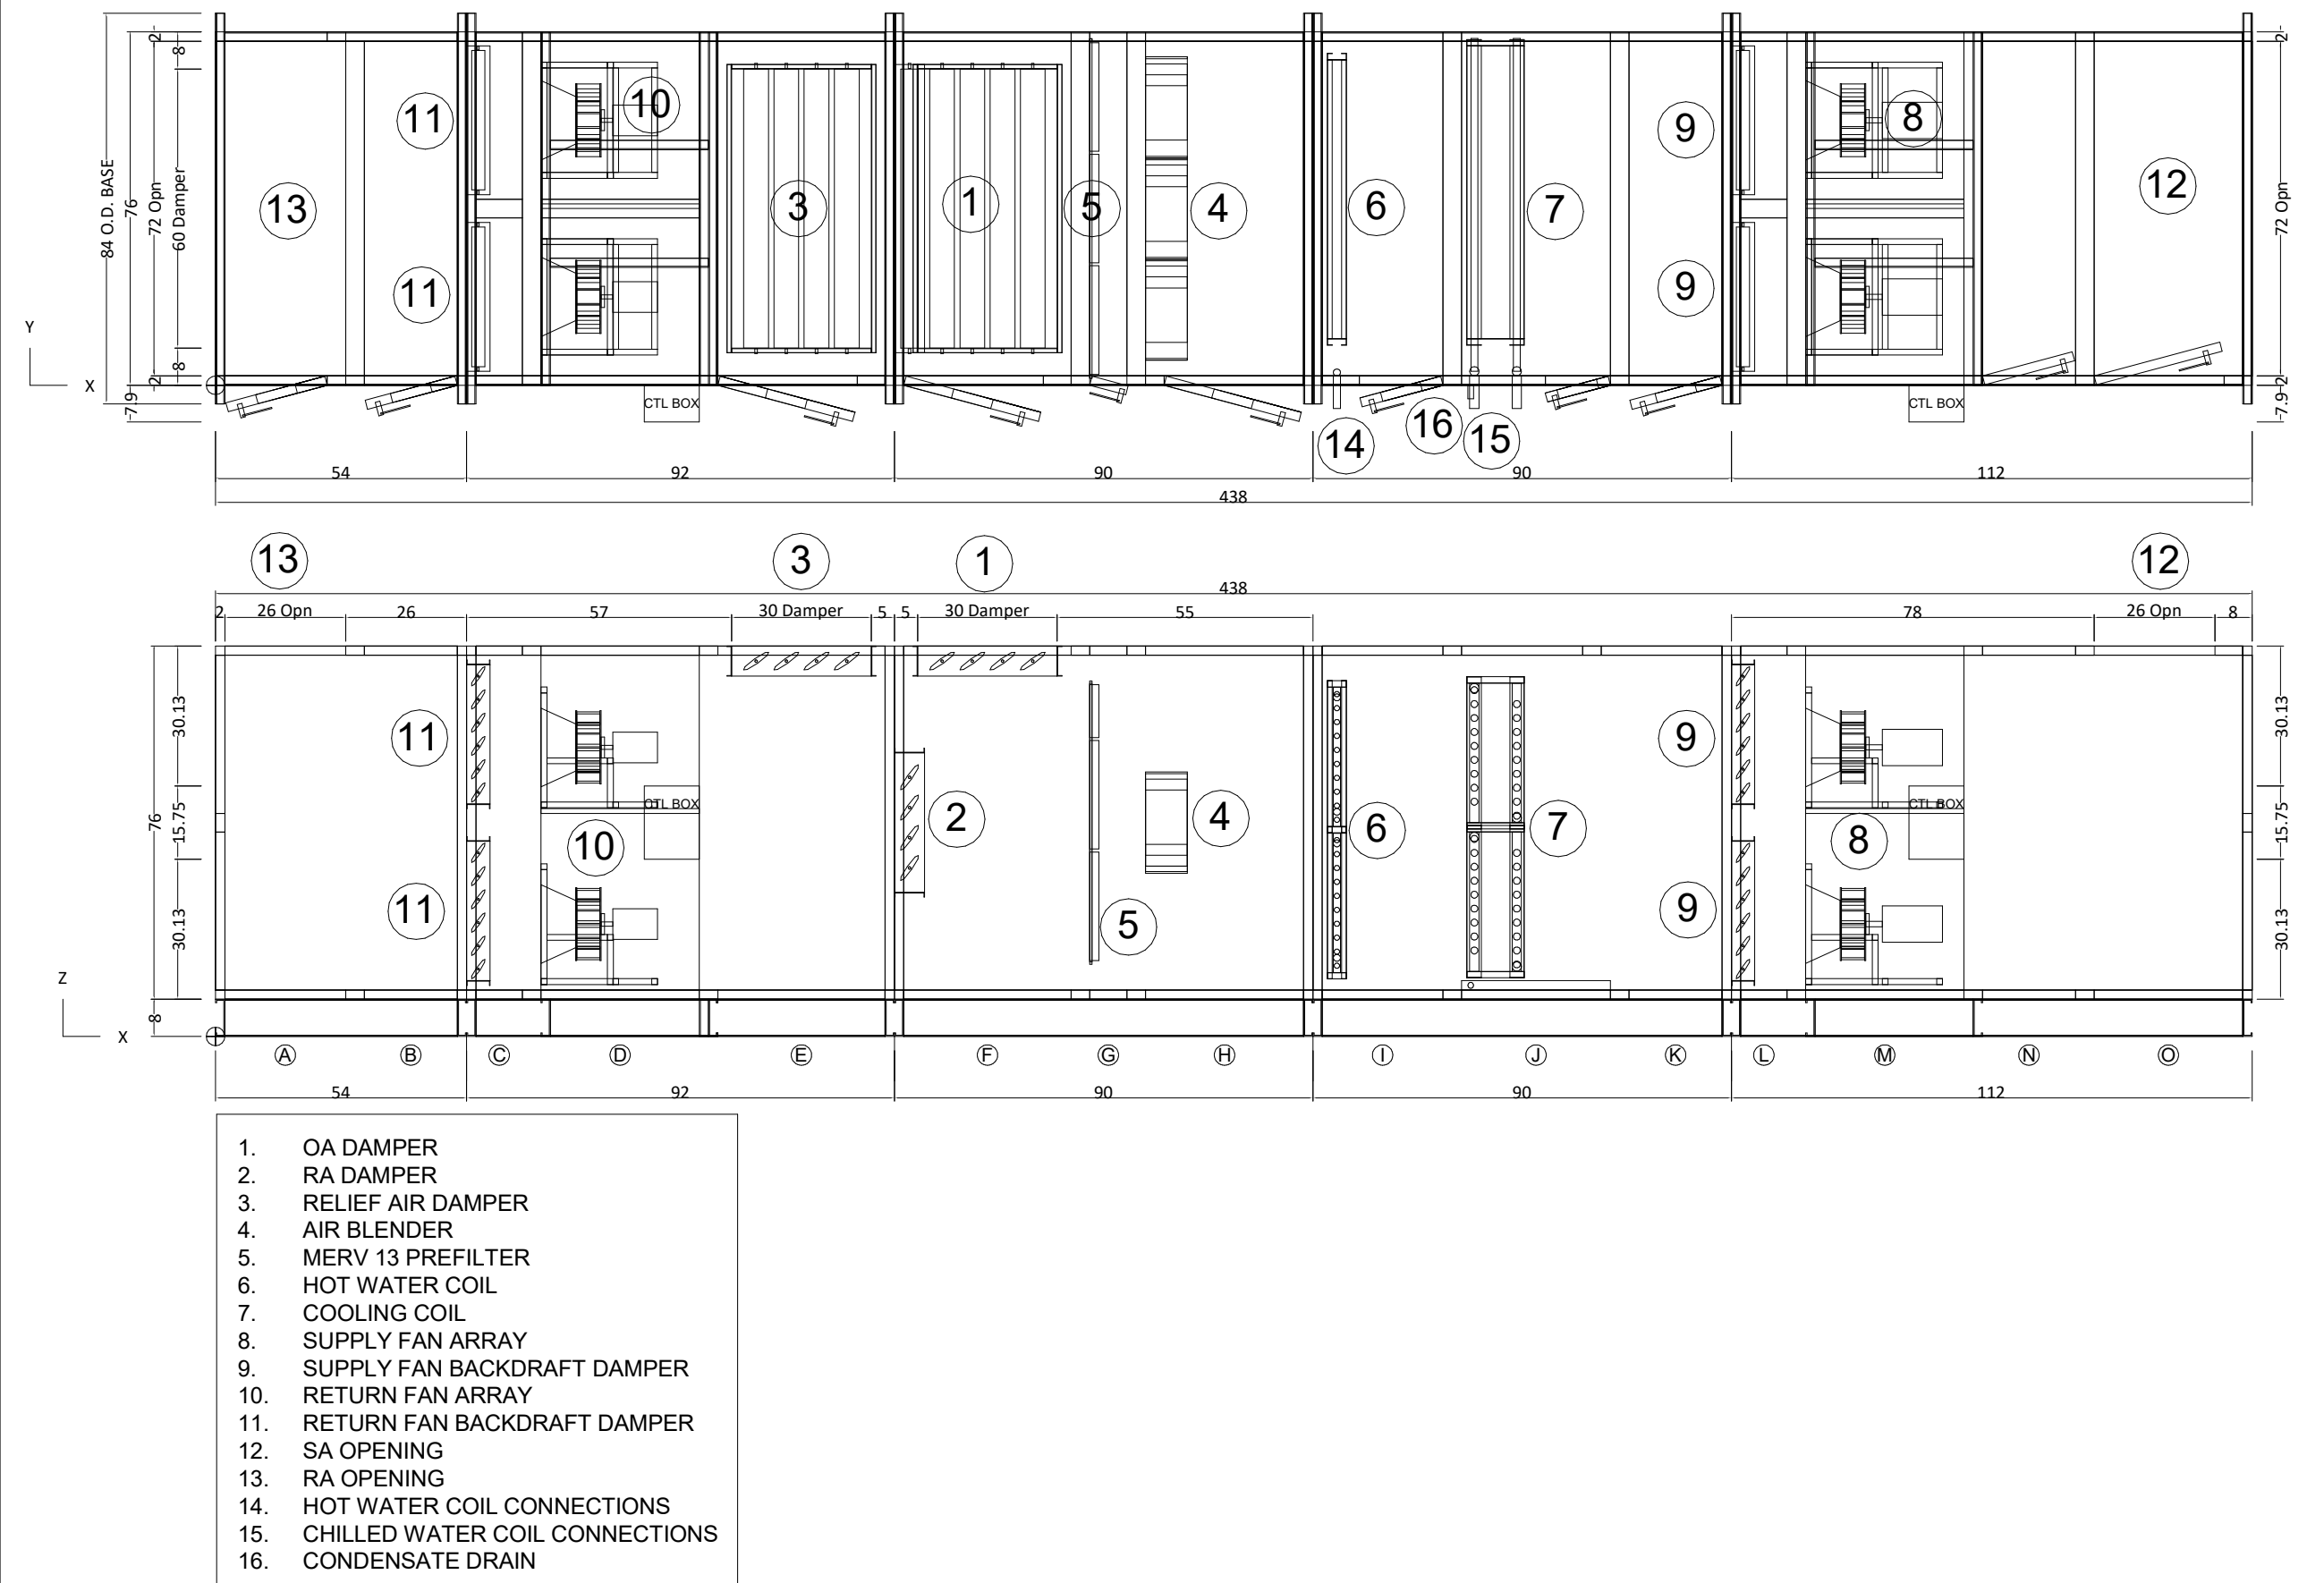 2
8
84 O.D. BASE
76
72 Opn
60 Damper
8
2
7.9
Y
X
13
11
11
10
3
1
5
4
6
7
9
9
8
12
2
72 Opn
2
7.9
CTL BOX
CTL BOX
14
16
15
54
92
90
90
112
438
13
3
1
12
438
2
26 Opn
26
57
30 Damper
5
5
30 Damper
55
78
26 Opn
8
76
30.13
15.75
30.13
8
Z
X
11
11
10
CTL BOX
2
5
4
6
7
9
9
8
CTL BOX
30.13
15.75
30.13
A
B
C
D
E
F
G
H
I
J
K
L
M
N
O
54
92
90
90
112
1. OA DAMPER
2. RA DAMPER
3. RELIEF AIR DAMPER
4. AIR BLENDER
5. MERV 13 PREFILTER
6. HOT WATER COIL
7. COOLING COIL
8. SUPPLY FAN ARRAY
9. SUPPLY FAN BACKDRAFT DAMPER
10. RETURN FAN ARRAY
11. RETURN FAN BACKDRAFT DAMPER
12. SA OPENING
13. RA OPENING
14. HOT WATER COIL CONNECTIONS
15. CHILLED WATER COIL CONNECTIONS
16. CONDENSATE DRAIN